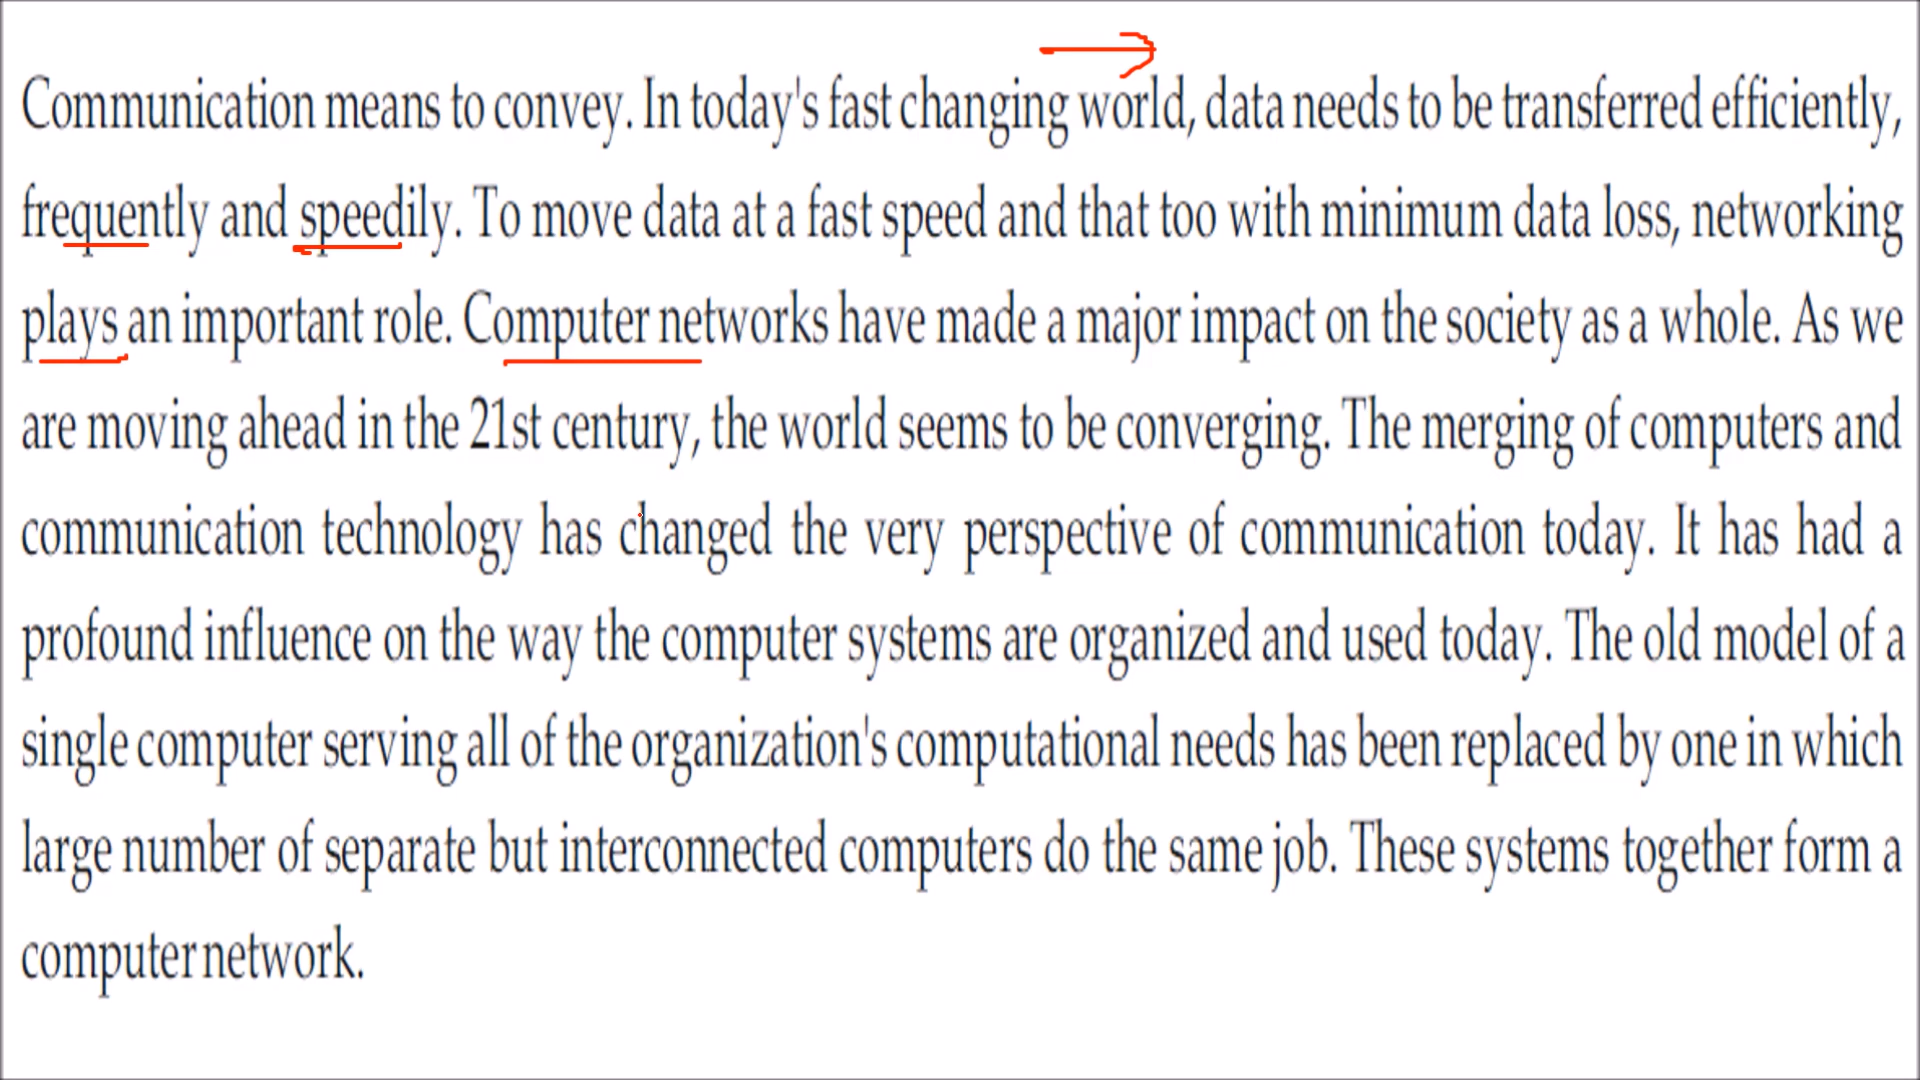 Communication means to convey. In today's fast changing world, data needs to be transferred efficiently,
frequently and speedily. To move data at a fast speed and that too with minimum data loss, networking
plays an important role. Computer networks have made a major impact on the society as a whole. As we
are moving ahead in the 21st century, the world seems to be converging. The merging of computers and
communication technology has changed the very perspective of communication today. It has had a
profound influence on the way the computer systems are organized and used today. The old model of a
single computer serving all of the organization's computational needs has been replaced by one in which
large number of separate but interconnected computers do the same job. These systems together form a
computer network.